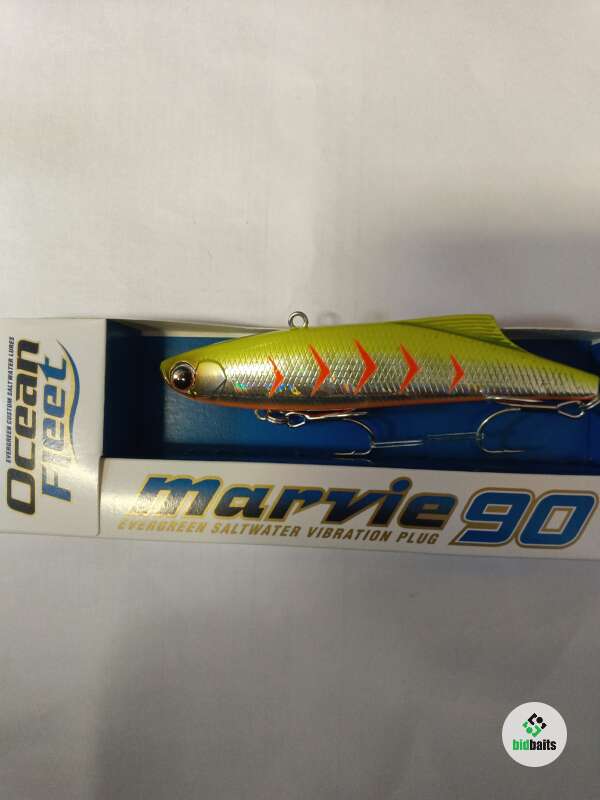 Ocean
Fleet
EVERGREEN CUSTOM SALTWATER LURES
marvie 90
EVERGREEN SALTWATER VIBRATION PLUG
bidbaits